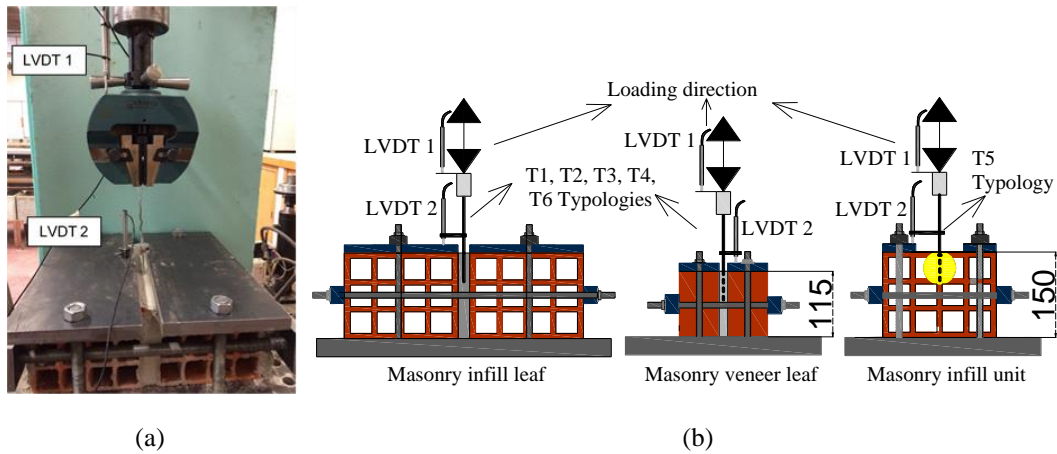 LVDT 1
LVDT 2
(a)
Loading direction
LVDT 1
LVDT 2
T1, T2, T3, T4,
T6 Typologies
LVDT 1
LVDT 2
LVDT 1
LVDT 2
T5
Typology
115
150
Masonry infill leaf
Masonry veneer leaf
Masonry infill unit
(b)